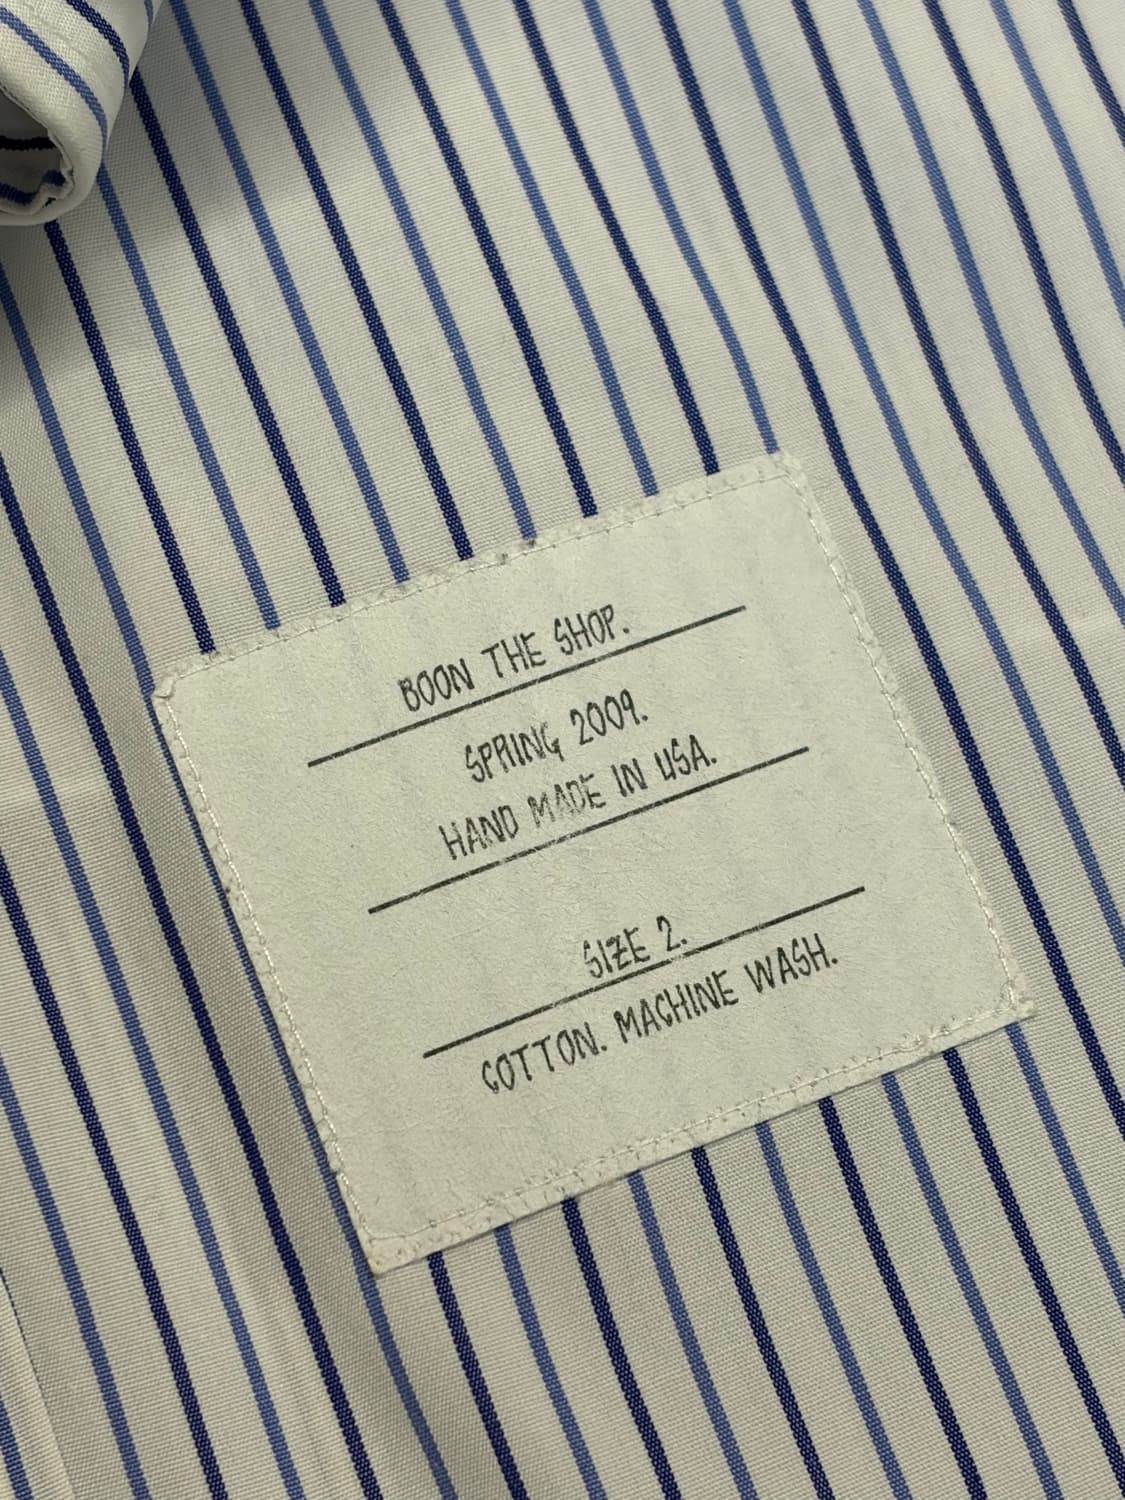 BOON THE SHOP.
SPRING 2009.
HAND MADE IN USA.
SIZE 2.
COTTON. MACHINE WASH.